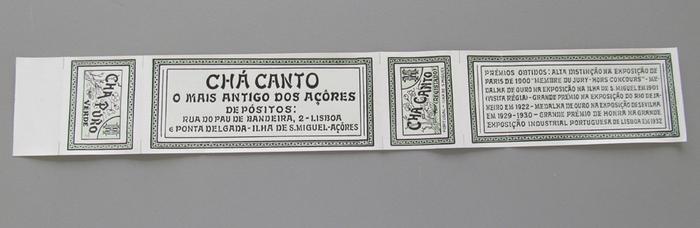 CHÁ PURO
VERDE
CHÁ CANTO
O MAIS ANTIGO DOS AÇÔRES
DEPÓSITOS:
RUA DO PAU DE BANDEIRA, 2 - LISBOA
E PONTA DELGADA - ILHA DE S. MIGUEL - AÇÔRES
CHÁ CANTO
PRÉMIOS OBTIDOS: ALTA DISTINÇÃO NA EXPOSIÇÃO DE
PARIS DE 1900 "MEMBRE DU JURY - HORS CONCOURS" - ME-
DALHA DE OURO NA EXPOSIÇÃO NA ILHA DE S. MIGUEL EM 1901
(VISITA RÉGIA) - GRANDE PRÉMIO NA EXPOSIÇÃO DO RIO DE JA-
NEIRO EM 1922 - MEDALHA DE OURO NA EXPOSIÇÃO DE SEVILHA
EM 1929-1930 - GRANDE PRÉMIO DE HONRA NA GRANDE
EXPOSIÇÃO INDUSTRIAL PORTUGUESA DE LISBOA EM 1932